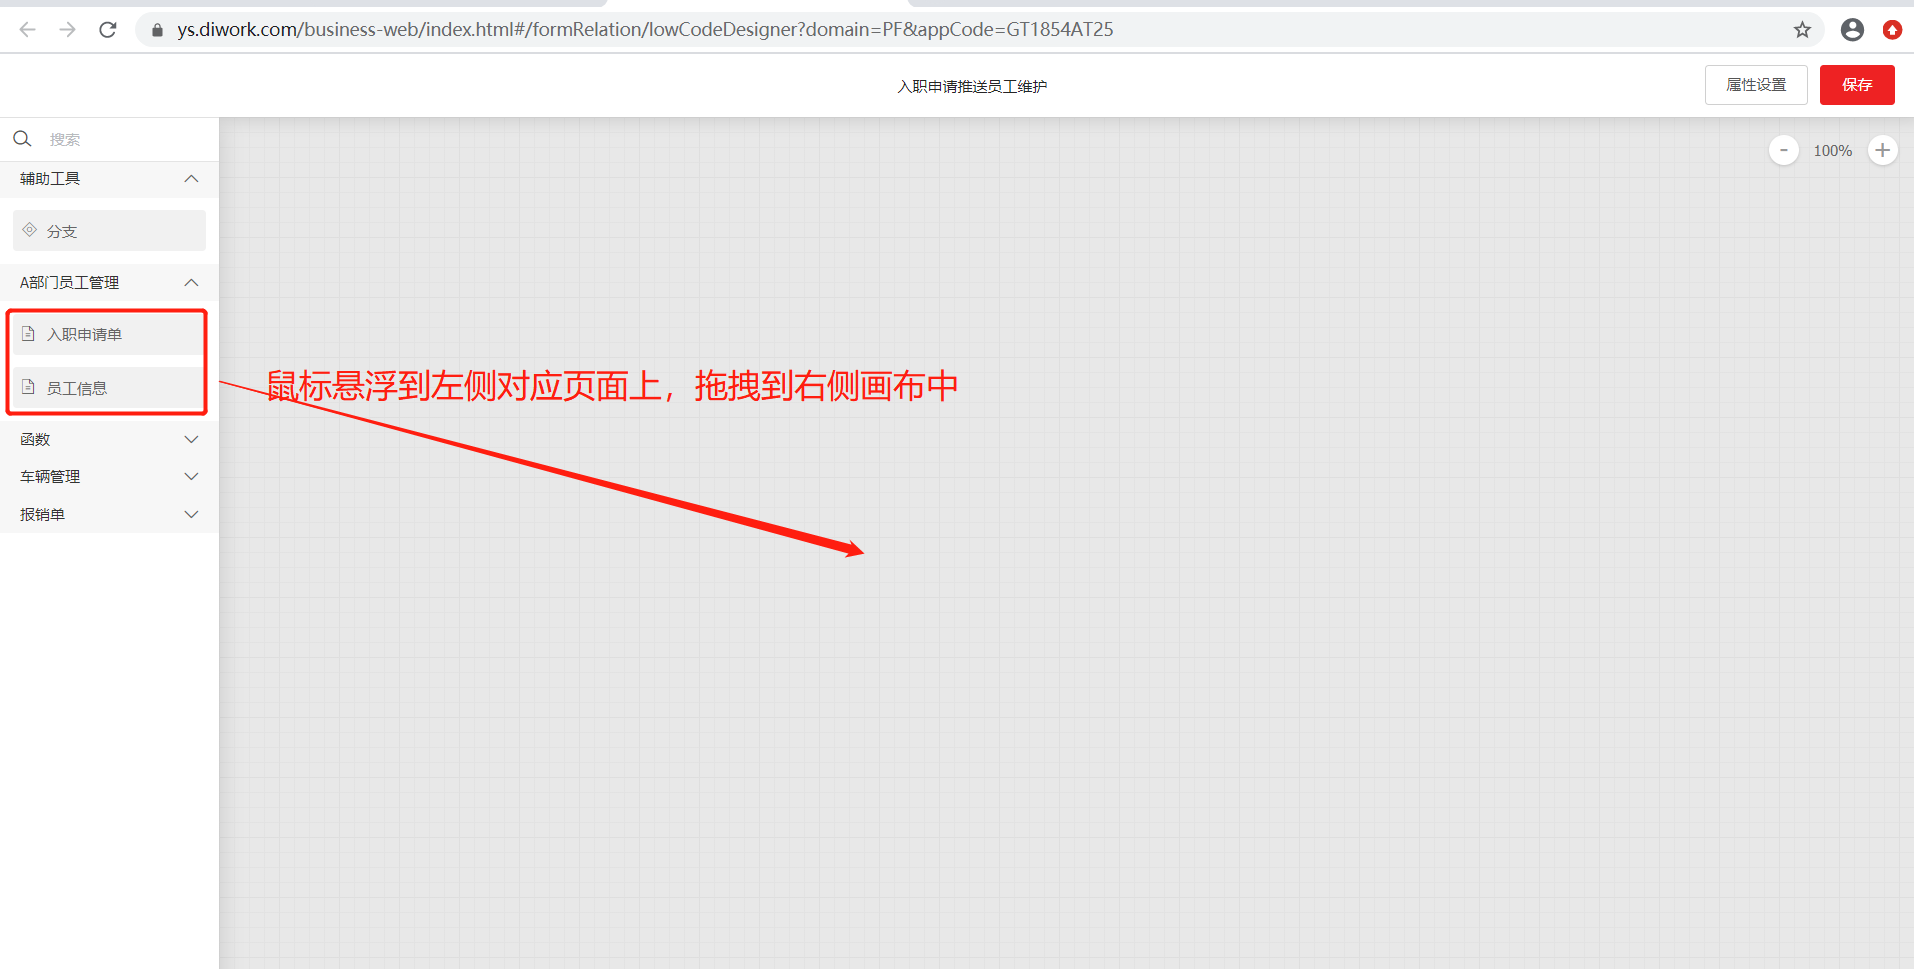 ys.diwork.com/business-web/index.html#/formRelation/lowCodeDesigner?domain=PF&appCode=GT1854AT25
入职申请推送员工维护
属性设置
保存
搜索
- 100% +
辅助工具
分支
A部门员工管理
入职申请单
员工信息
鼠标悬浮到左侧对应页面上，拖拽到右侧画布中
函数
车辆管理
报销单